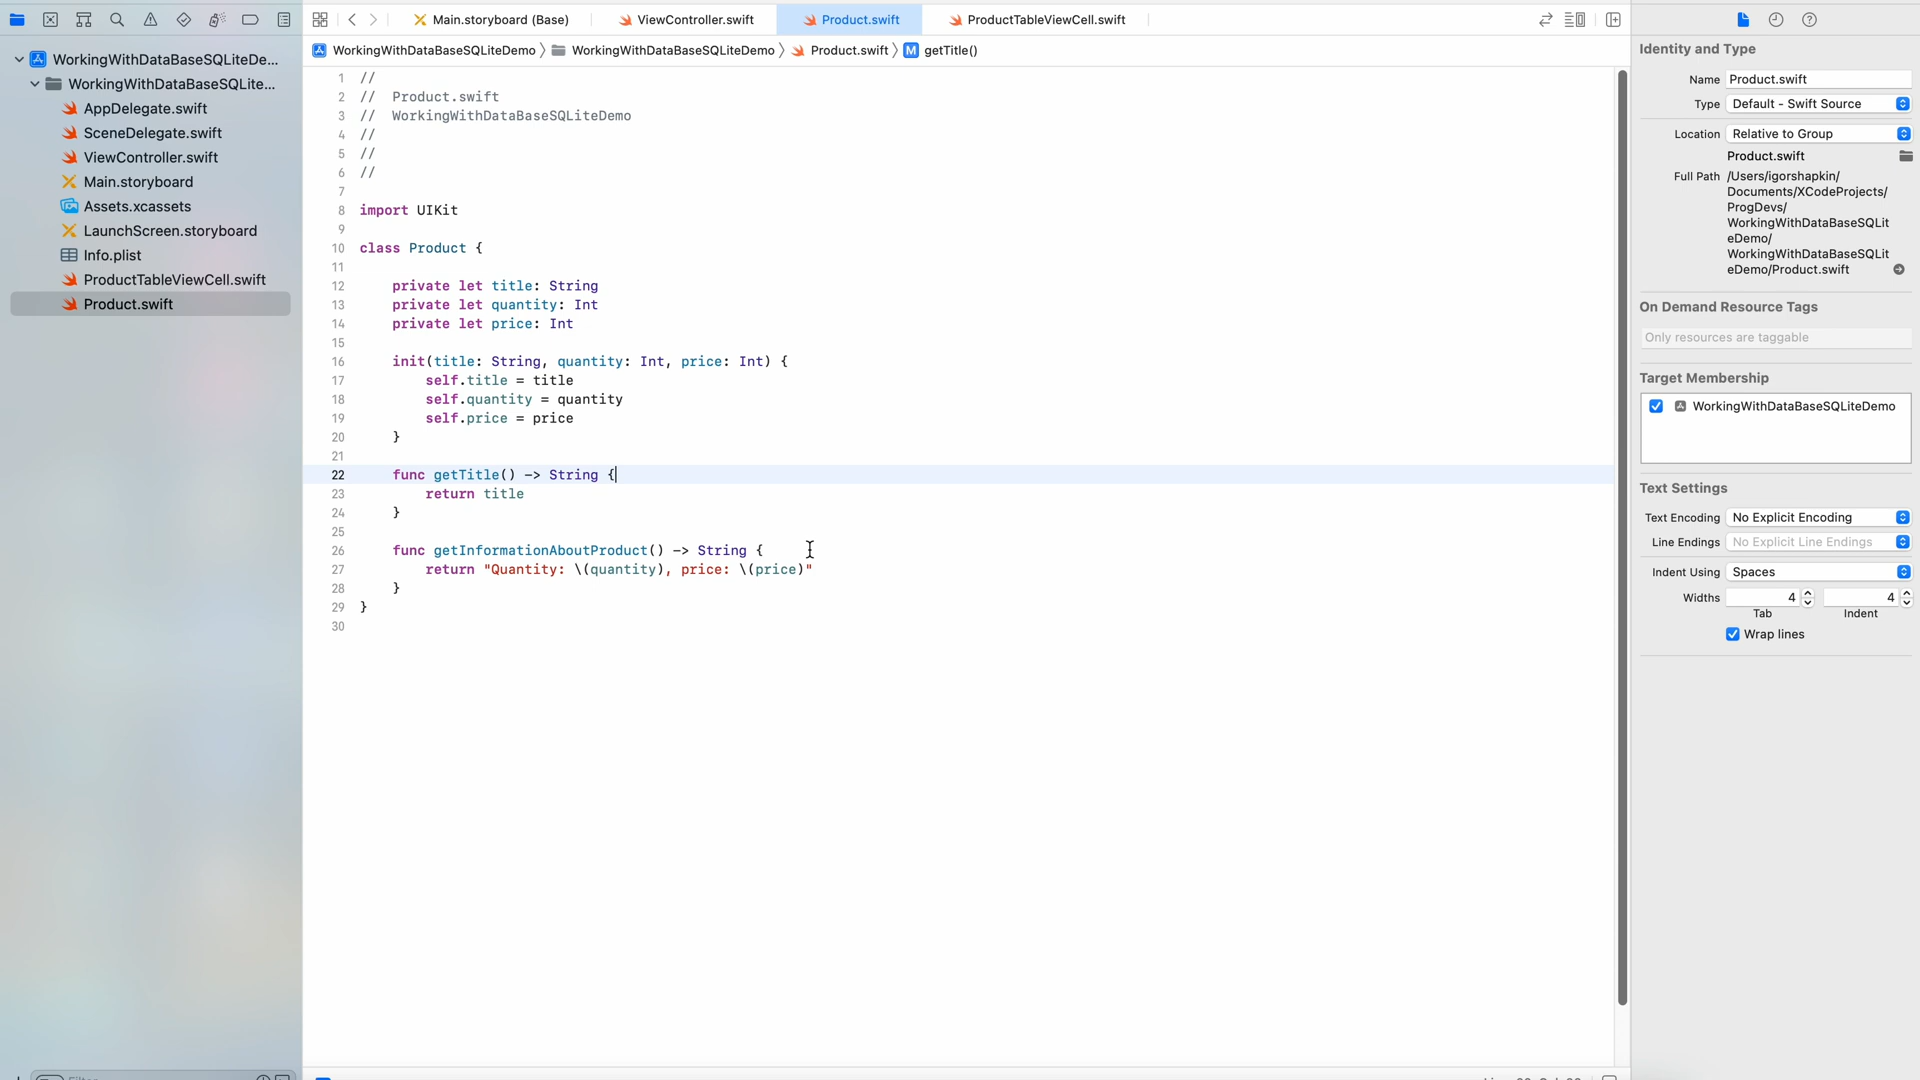 Main.storyboard (Base)
ViewController.swift
Product.swift
ProductTableViewCell.swift
WorkingWithDataBaseSQLiteDemo
WorkingWithDataBaseSQLiteDemo
Product.swift
M
getTitle()
WorkingWithDataBaseSQLiteDe...
WorkingWithDataBaseSQLite...
AppDelegate.swift
SceneDelegate.swift
ViewController.swift
Main.storyboard
Assets.xcassets
LaunchScreen.storyboard
Info.plist
ProductTableViewCell.swift
Product.swift
1 //
2 // Product.swift
3 // WorkingWithDataBaseSQLiteDemo
4 //
5 //
6 //
7
8 import UIKit
9
10 class Product {
11
12 private let title: String
13 private let quantity: Int
14 private let price: Int
15
16 init(title: String, quantity: Int, price: Int) {
17 self.title = title
18 self.quantity = quantity
19 self.price = price
20 }
21
22 func getTitle() -> String {
23 return title
24 }
25
26 func getInformationAboutProduct() -> String {
27 return "Quantity: \(quantity), price: \(price)"
28 }
29 }
30
Identity and Type
Name Product.swift
Type Default - Swift Source
Location Relative to Group
Product.swift
Full Path /Users/igorshapkin/
Documents/XCodeProjects/
ProgDevs/
WorkingWithDataBaseSQLit
eDemo/
WorkingWithDataBaseSQLit
eDemo/Product.swift
On Demand Resource Tags
Only resources are taggable
Target Membership
WorkingWithDataBaseSQLiteDemo
Text Settings
Text Encoding No Explicit Encoding
Line Endings No Explicit Line Endings
Indent Using Spaces
Widths 4 4
Tab Indent
Wrap lines